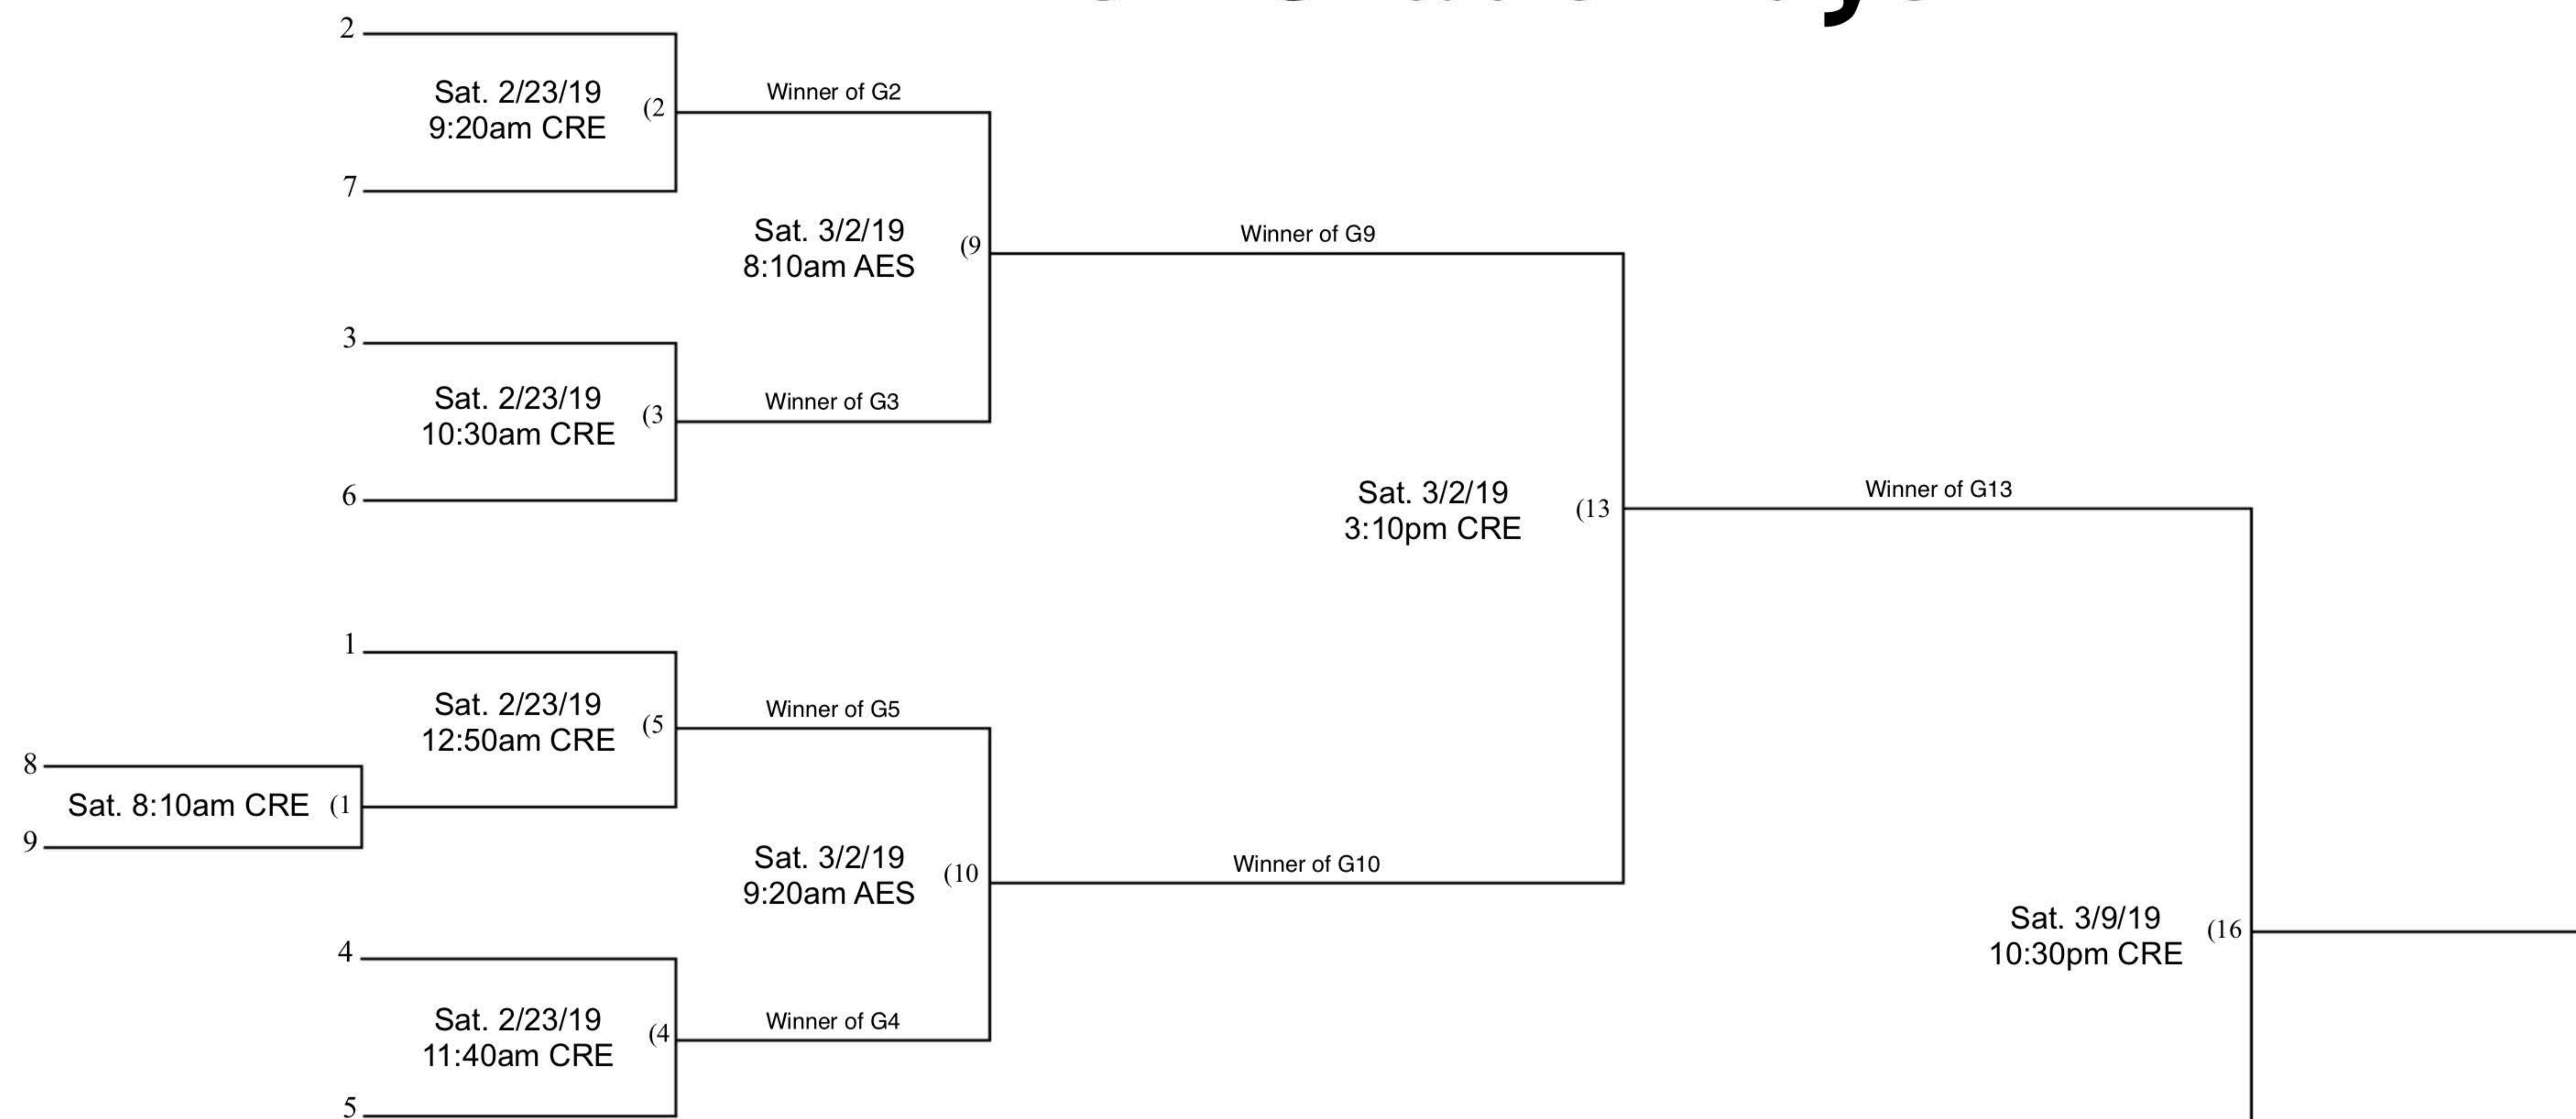 2
Sat. 2/23/19
9:20am CRE
(2
Winner of G2
7
Sat. 3/2/19
8:10am AES
(9
Winner of G9
3
Sat. 2/23/19
10:30am CRE
(3
Winner of G3
6
Sat. 3/2/19
3:10pm CRE
(13
Winner of G13
1
Sat. 2/23/19
12:50am CRE
(5
Winner of G5
8
Sat. 8:10am CRE (1
9
Sat. 3/2/19
9:20am AES
(10
Winner of G10
4
Sat. 2/23/19
11:40am CRE
(4
Winner of G4
5
Sat. 3/9/19
10:30pm CRE
(16